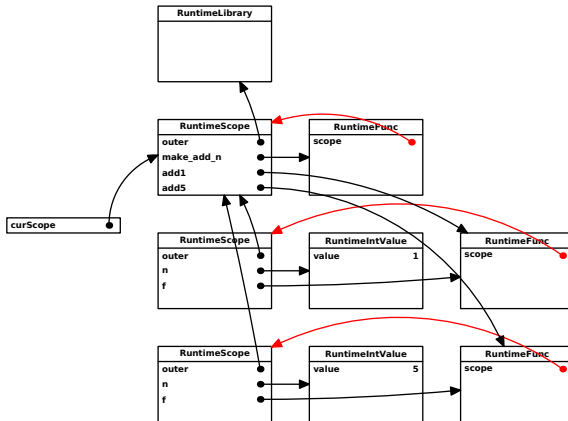 RuntimeLibrary
RuntimeScope
outer
make_add_n
add1
add5
RuntimeFunc
scope
curScope
RuntimeScope
outer
n
f
RuntimeIntValue
value 1
RuntimeFunc
scope
RuntimeScope
outer
n
f
RuntimeIntValue
value 5
RuntimeFunc
scope